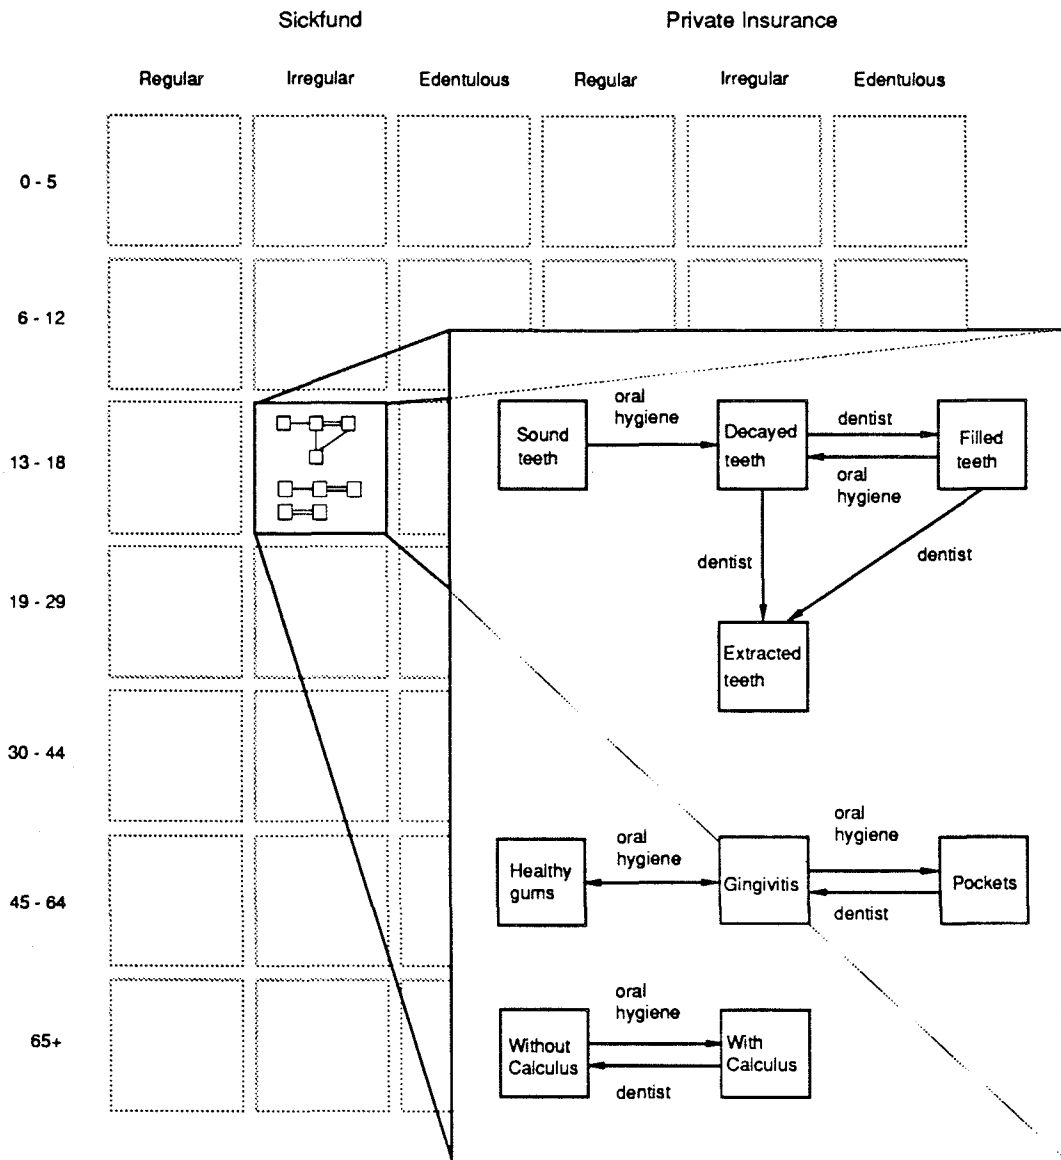 Sickfund
Private Insurance
Regular
Irregular
Edentulous
Regular
Irregular
Edentulous
0 - 5
6 - 12
13 - 18
19 - 29
30 - 44
45 - 64
65+
oral
hygiene
Sound
teeth
Decayed
teeth
dentist
oral
hygiene
Filled
teeth
dentist
dentist
Extracted
teeth
oral
hygiene
Healthy
gums
Gingivitis
oral
hygiene
dentist
Pockets
oral
hygiene
Without
Calculus
dentist
With
Calculus